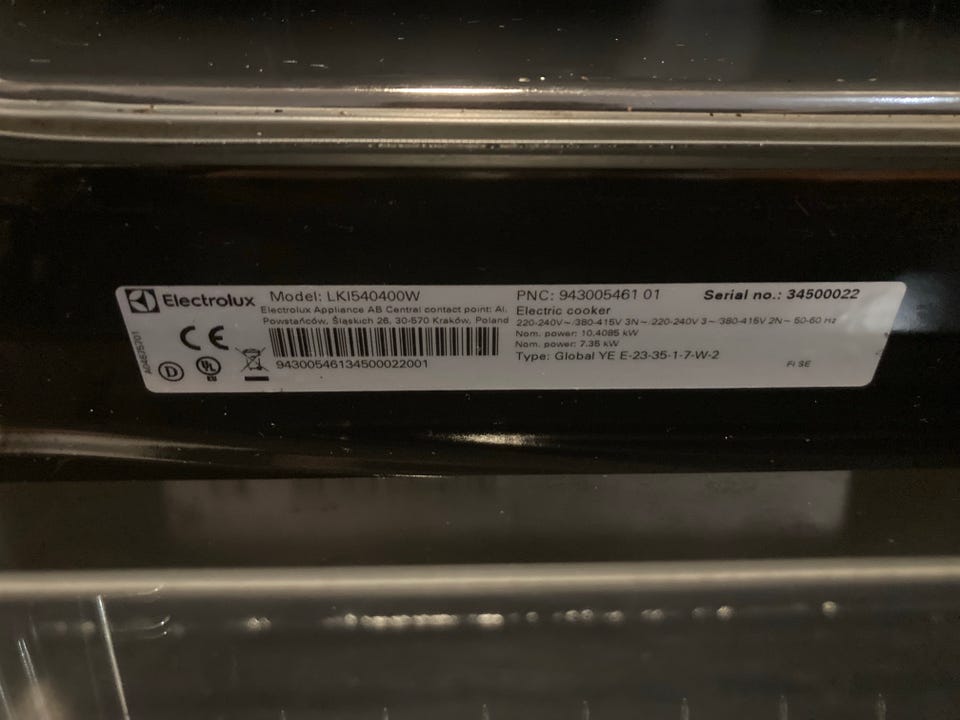 Electrolux
Model: LKI540400W
Electrolux Appliance AB Central contact point: Al.
Powstańców, Śląskich 26, 30-570 Kraków, Poland
94300546134500022001
A04675201
CE
D
UL
EU
PNC: 943005461 01
Serial no.: 34500022
Electric cooker
220-240V~/380-415V 3N~/220-240V 3~/380-415V 2N~ 50-60 Hz
Nom. power: 10.4085 kW
Nom. power: 7.35 kW
Type: Global YE E-23-35-1-7-W-2
FI SE